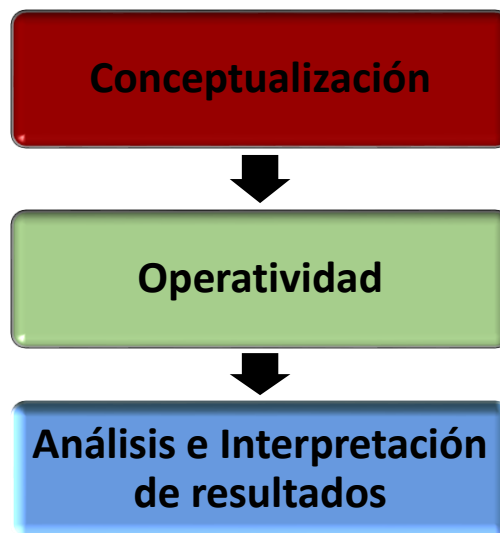 Conceptualización
Operatividad
Análisis e Interpretación
de resultados